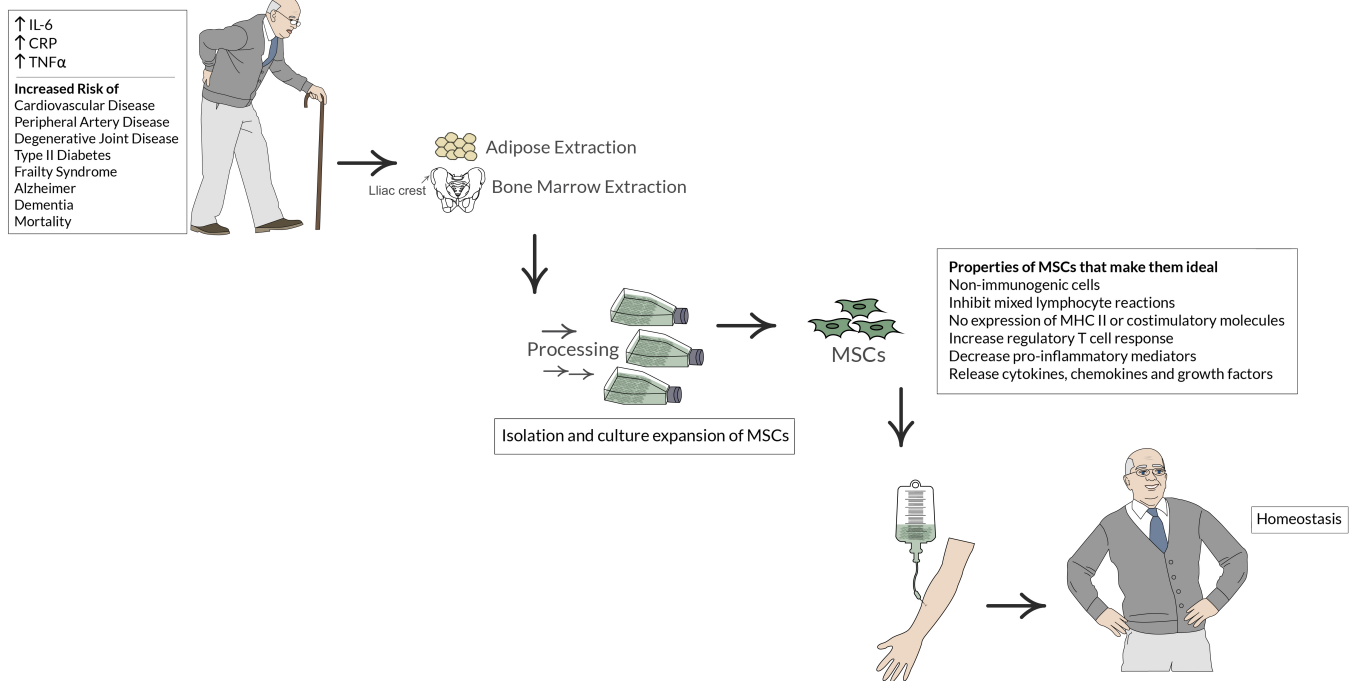 ↑ IL-6
↑ CRP
↑ TNFα
Increased Risk of
Cardiovascular Disease
Peripheral Artery Disease
Degenerative Joint Disease
Type II Diabetes
Frailty Syndrome
Alzheimer
Dementia
Mortality
Adipose Extraction
Lliac crest
Bone Marrow Extraction
Processing
Isolation and culture expansion of MSCs
MSCs
Properties of MSCs that make them ideal
Non-immunogenic cells
Inhibit mixed lymphocyte reactions
No expression of MHC II or costimulatory molecules
Increase regulatory T cell response
Decrease pro-inflammatory mediators
Release cytokines, chemokines and growth factors
Homeostasis